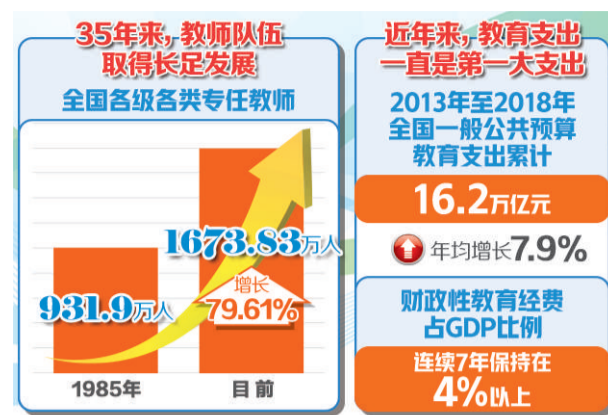 35年来,教师队伍
取得长足发展
全国各级各类专任教师
1673.83万人
931.9万人
增长
79.61%
1985年
目前
近年来,教育支出
一直是第一大支出
2013年至2018年
全国一般公共预算
教育支出累计
16.2万亿元
年均增长7.9%
财政性教育经费
占GDP比例
连续7年保持在
4%以上